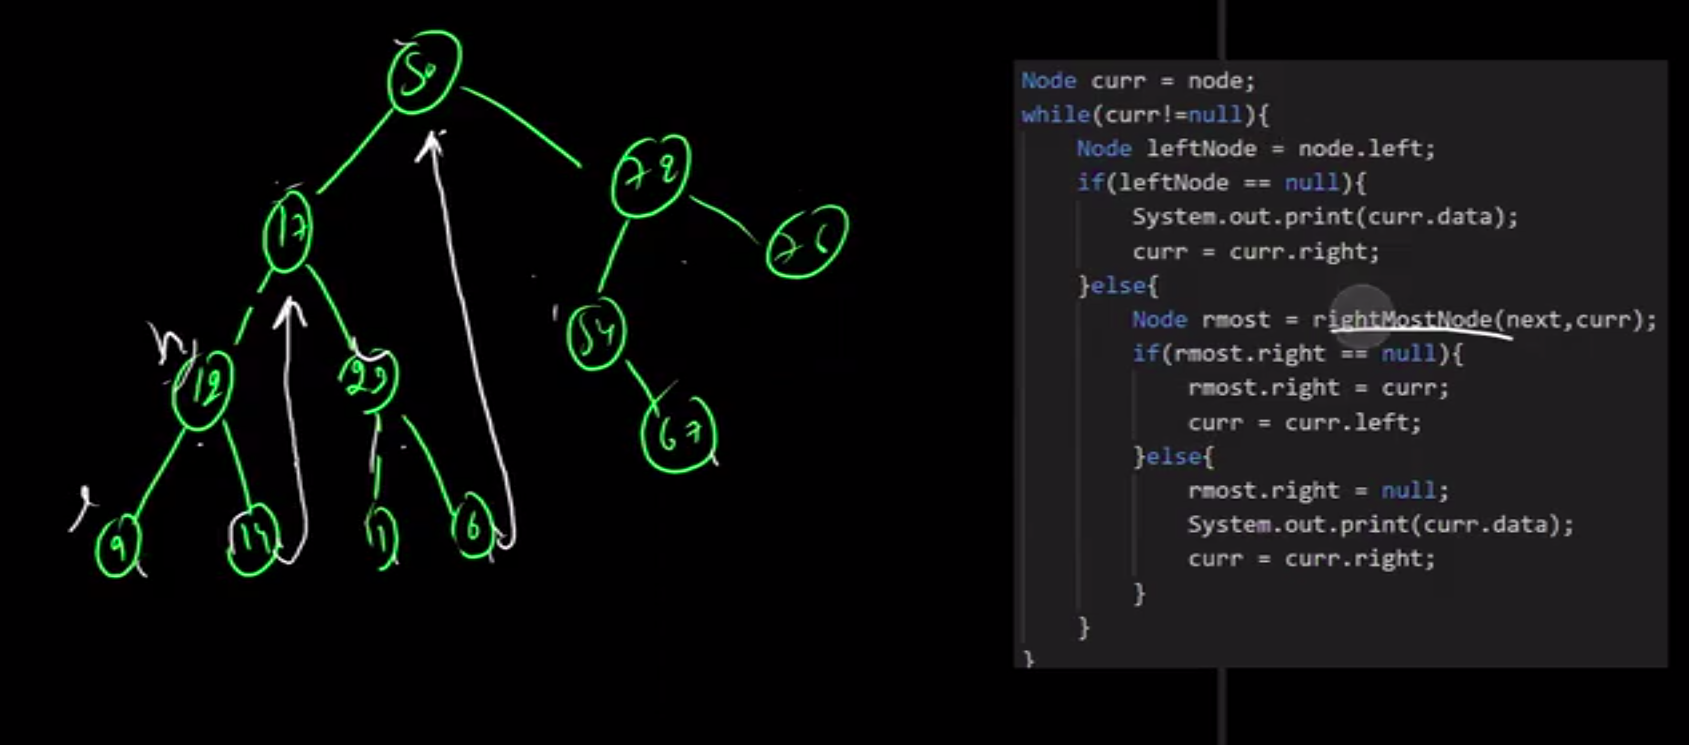 50
72
17
76
54
12
23
67
9
14
1
6
Node curr = node;
while(curr!=null){
Node leftNode = node.left;
if(leftNode == null){
System.out.print(curr.data);
curr = curr.right;
}else{
Node rmost = rightMostNode(next,curr);
if(rmost.right == null){
rmost.right = curr;
curr = curr.left;
}else{
rmost.right = null;
System.out.print(curr.data);
curr = curr.right;
}
}
}